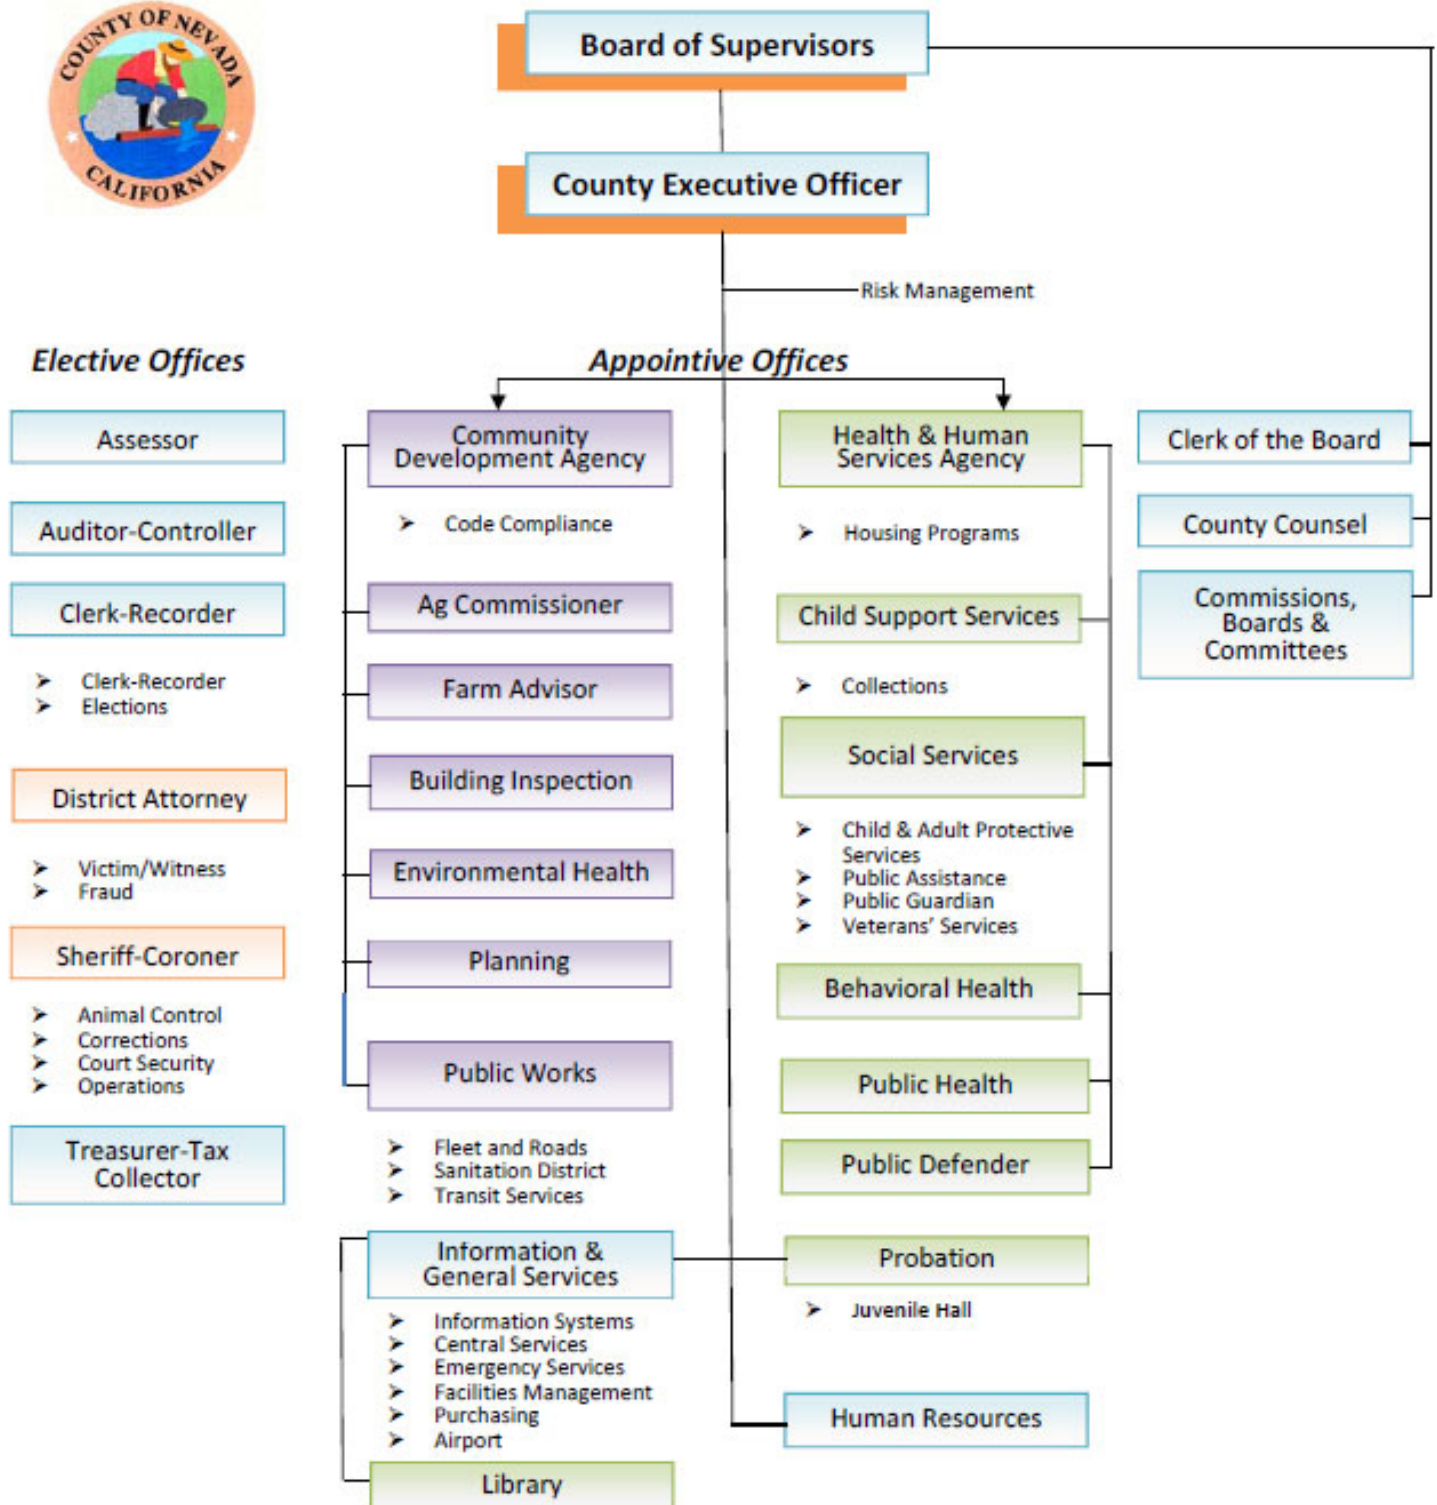 COUNTY OF NEVADA
CALIFORNIA
Board of Supervisors
County Executive Officer
Risk Management
Elective Offices
Appointive Offices
Assessor
Auditor-Controller
Clerk-Recorder
➤ Clerk-Recorder
➤ Elections
District Attorney
➤ Victim/Witness
➤ Fraud
Sheriff-Coroner
➤ Animal Control
➤ Corrections
➤ Court Security
➤ Operations
Treasurer-Tax
Collector
Community
Development Agency
➤ Code Compliance
Ag Commissioner
Farm Advisor
Building Inspection
Environmental Health
Planning
Public Works
➤ Fleet and Roads
➤ Sanitation District
➤ Transit Services
Information &
General Services
➤ Information Systems
➤ Central Services
➤ Emergency Services
➤ Facilities Management
➤ Purchasing
➤ Airport
Library
Health & Human
Services Agency
➤ Housing Programs
Child Support Services
➤ Collections
Social Services
➤ Child & Adult Protective
Services
➤ Public Assistance
➤ Public Guardian
➤ Veterans’ Services
Behavioral Health
Public Health
Public Defender
Probation
➤ Juvenile Hall
Human Resources
Clerk of the Board
County Counsel
Commissions,
Boards &
Committees